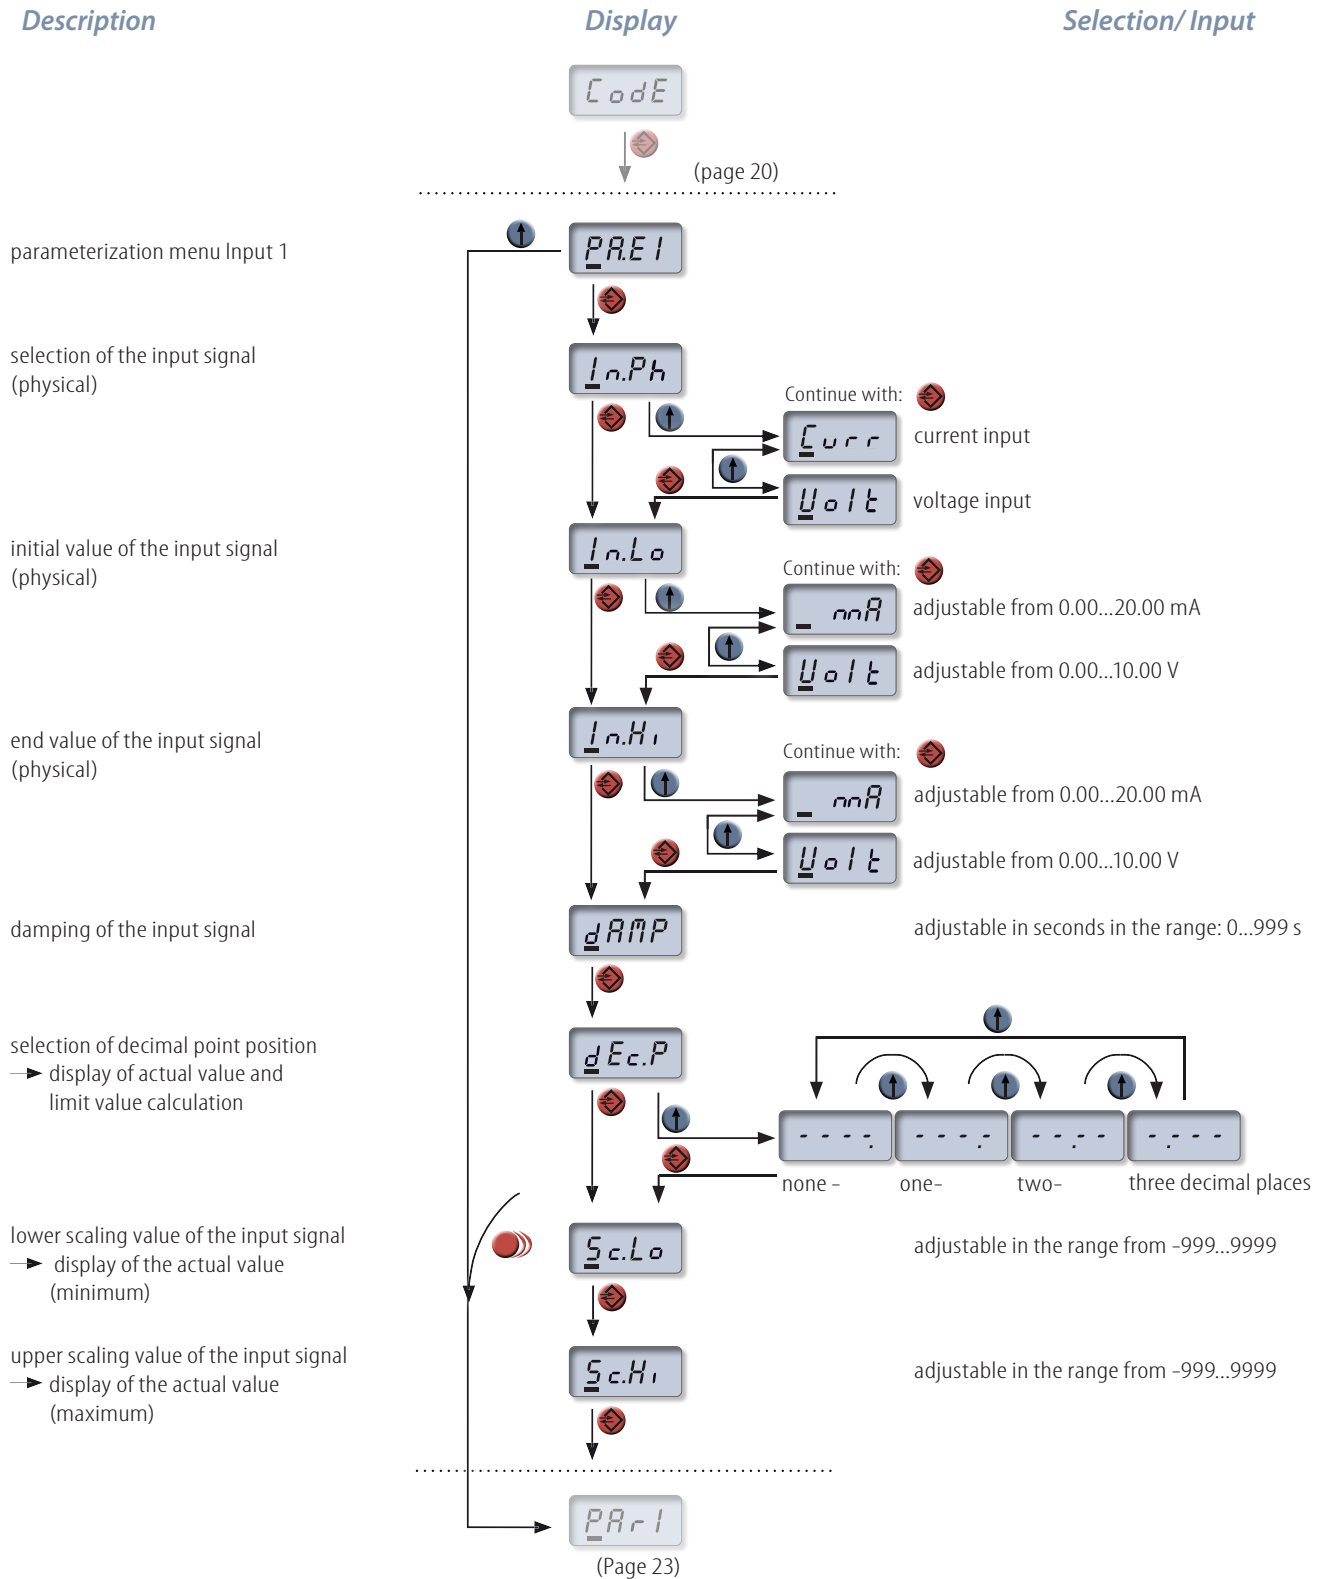 Description
Display
Selection/ Input
CodE
(page 20)
parameterization menu Input 1
PA.E1
selection of the input signal
(physical)
In.Ph
Continue with:
Curr
current input
Volt
voltage input
initial value of the input signal
(physical)
In.Lo
Continue with:
mA
adjustable from 0.00...20.00 mA
Volt
adjustable from 0.00...10.00 V
end value of the input signal
(physical)
In.Hi
Continue with:
mA
adjustable from 0.00...20.00 mA
Volt
adjustable from 0.00...10.00 V
damping of the input signal
dAMP
adjustable in seconds in the range: 0...999 s
selection of decimal point position
display of actual value and
limit value calculation
dEc.P
----. ---.- --.-- -.---
none – one– two– three decimal places
lower scaling value of the input signal
display of the actual value
(minimum)
Sc.Lo
adjustable in the range from –999...9999
upper scaling value of the input signal
display of the actual value
(maximum)
Sc.Hi
adjustable in the range from –999...9999
PAr1
(Page 23)